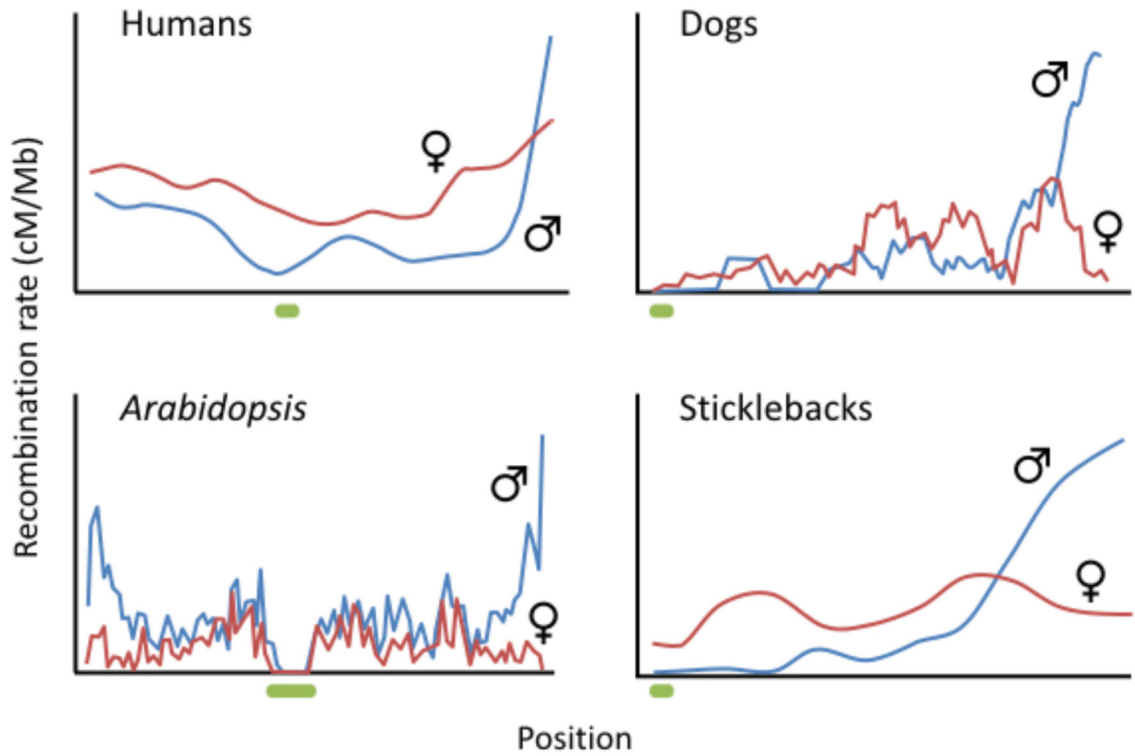 Humans
Dogs
♀
♂
♂
♀
Recombination rate (cM/Mb)
Arabidopsis
Sticklebacks
♂
♀
♂
♀
Position